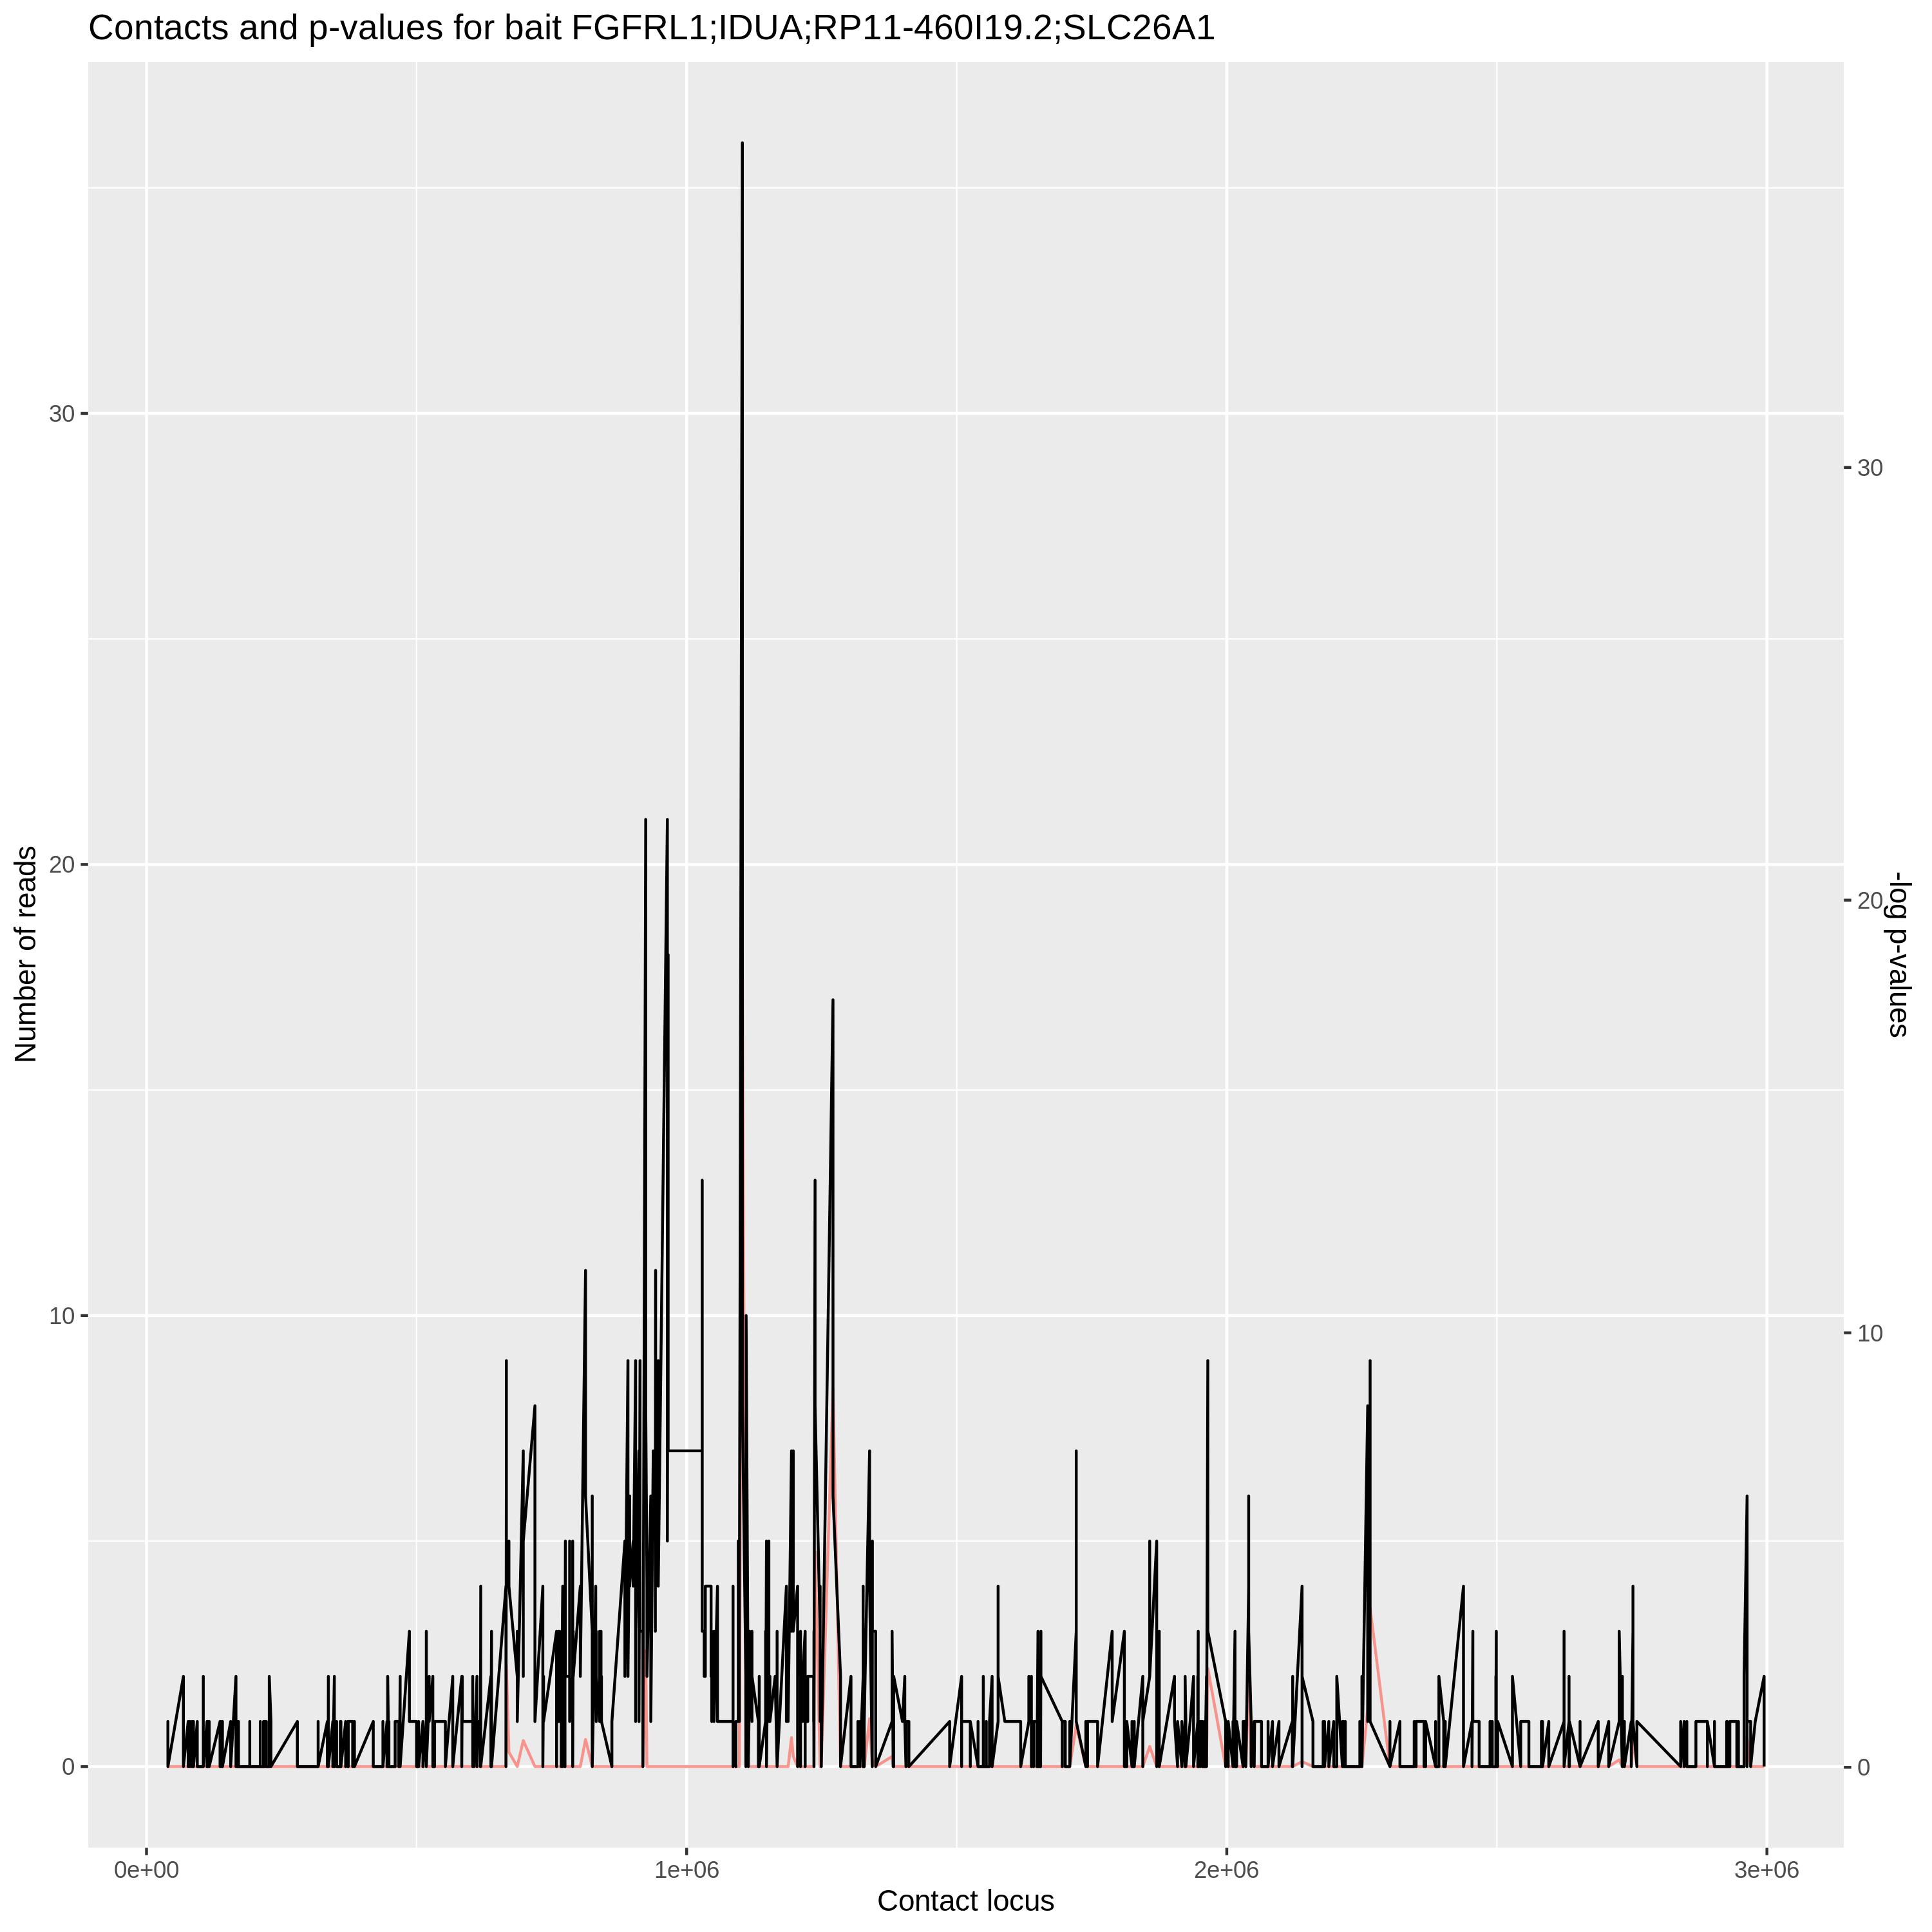 Contacts and p-values for bait FGFRL1;IDUA;RP11-460I19.2;SLC26A1
Number of reads
30
20
10
0
30
20
10
0
-log p-values
0e+00 1e+06 2e+06 3e+06
Contact locus